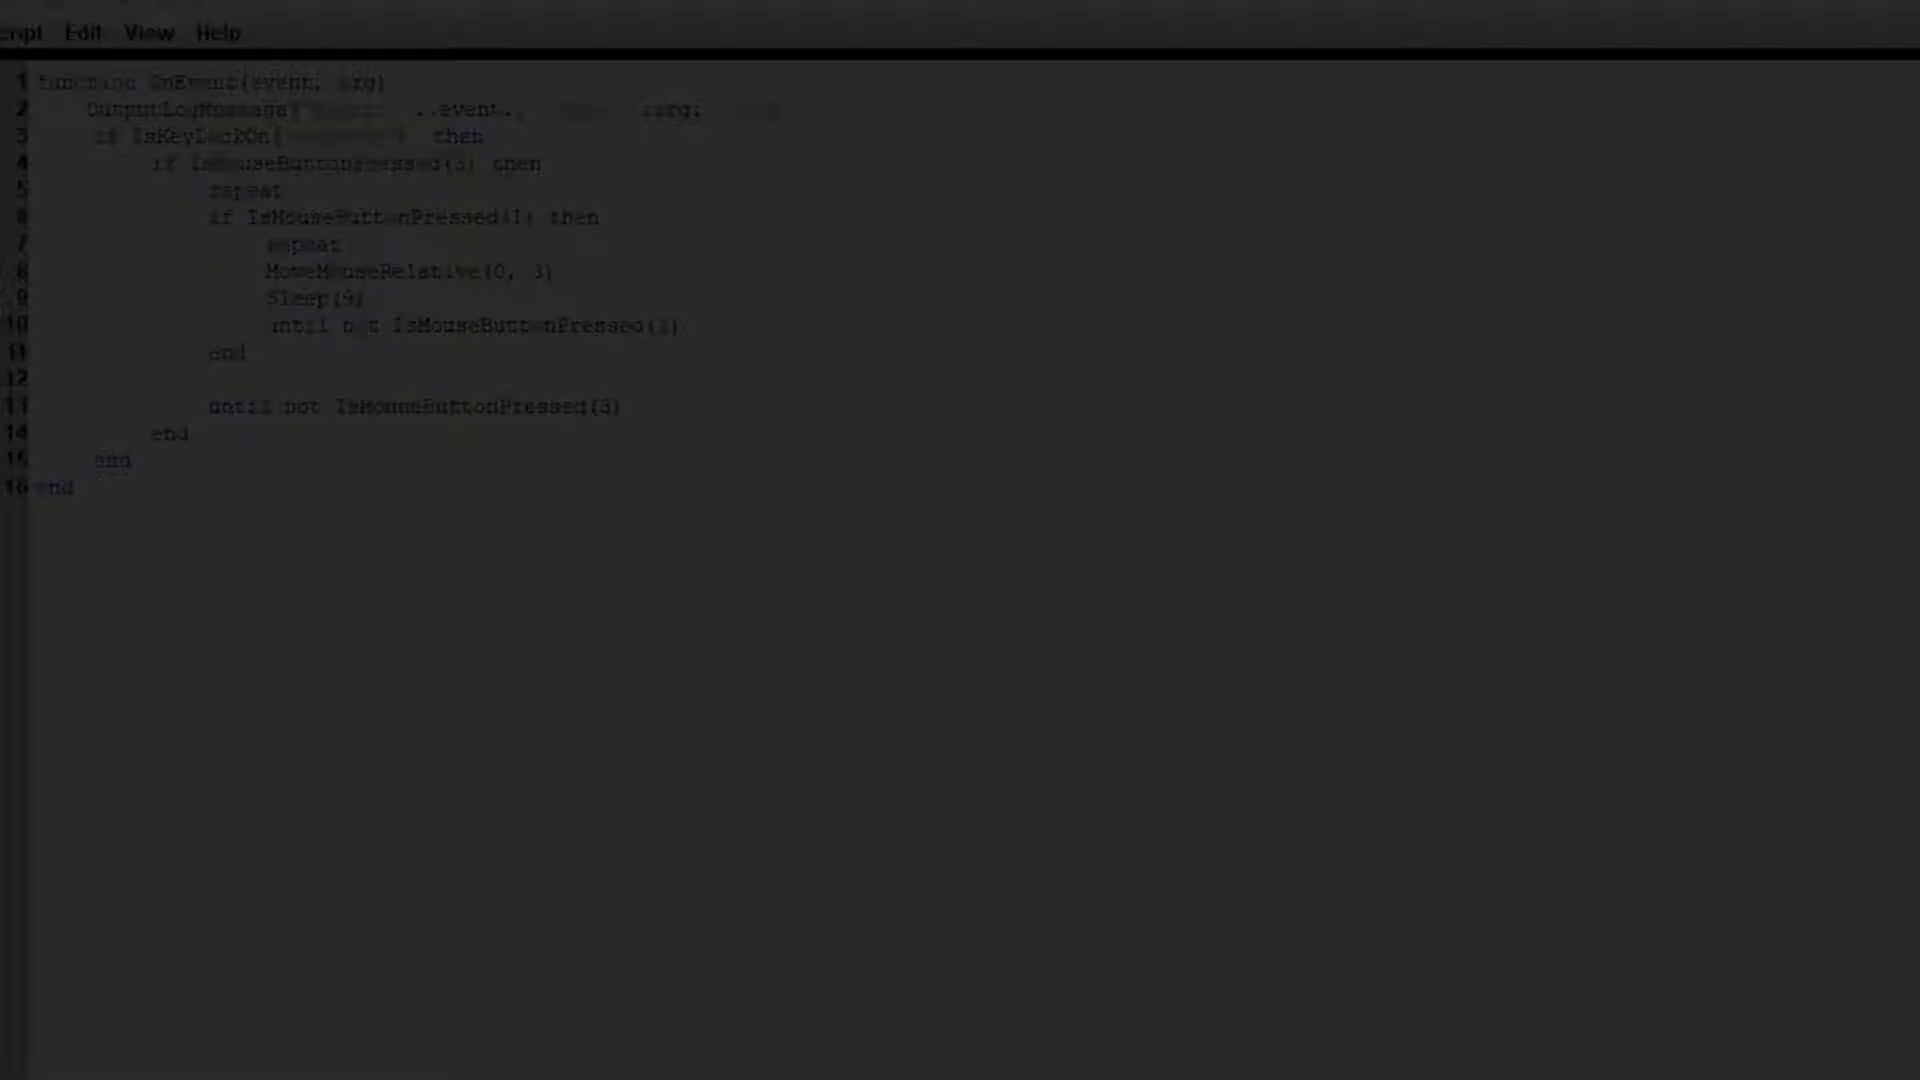 cript Edit View Help
1 function OnEvent(event, arg)
2 OutputLogMessage( ..event.. arg,
3 if IsKeyLockOn( then
4 if IsMouseButtonPressed(3) then
5 repeat
6 if IsMouseButtonPressed(1) then
7 repeat
8 MoveMouseRelative(0, 3)
9 Sleep(9)
10 until not IsMouseButtonPressed(1)
11 end
12
13 until not IsMouseButtonPressed(3)
14 end
15 end
16 end